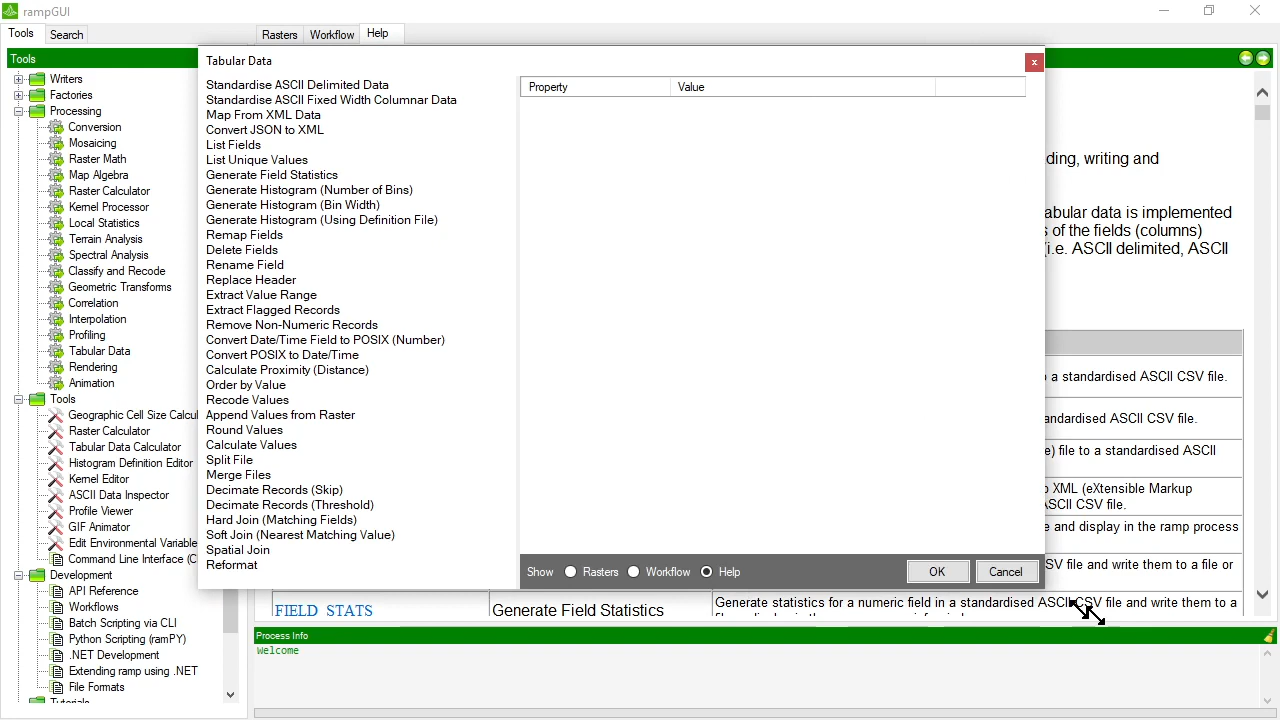 rampGUI
Tools
Search
Rasters
Workflow
Help
Tools
Writers
Factories
Processing
Conversion
Mosaicing
Raster Math
Map Algebra
Raster Calculator
Kernel Processor
Local Statistics
Terrain Analysis
Spectral Analysis
Classify and Recode
Geometric Transforms
Correlation
Interpolation
Profiling
Tabular Data
Rendering
Animation
Tools
Geographic Cell Size Calcul
Raster Calculator
Tabular Data Calculator
Histogram Definition Editor
Kernel Editor
ASCII Data Inspector
Profile Viewer
GIF Animator
Edit Environmental Variable
Command Line Interface (C
Development
API Reference
Workflows
Batch Scripting via CLI
Python Scripting (ramPY)
.NET Development
Extending ramp using .NET
File Formats
Tutorials
Tabular Data
x
Standardise ASCII Delimited Data
Standardise ASCII Fixed Width Columnar Data
Map From XML Data
Convert JSON to XML
List Fields
List Unique Values
Generate Field Statistics
Generate Histogram (Number of Bins)
Generate Histogram (Bin Width)
Generate Histogram (Using Definition File)
Remap Fields
Delete Fields
Rename Field
Replace Header
Extract Value Range
Extract Flagged Records
Remove Non-Numeric Records
Convert Date/Time Field to POSIX (Number)
Convert POSIX to Date/Time
Calculate Proximity (Distance)
Order by Value
Recode Values
Append Values from Raster
Round Values
Calculate Values
Split File
Merge Files
Decimate Records (Skip)
Decimate Records (Threshold)
Hard Join (Matching Fields)
Soft Join (Nearest Matching Value)
Spatial Join
Reformat
Property
Value
Show
Rasters
Workflow
Help
OK
Cancel
ding, writing and
abular data is implemented
s of the fields (columns)
(i.e. ASCII delimited, ASCII
a standardised ASCII CSV file.
andardised ASCII CSV file.
e) file to a standardised ASCII
XML (eXtensible Markup
ASCII CSV file.
e and display in the ramp process
SV file and write them to a file or
FIELD_STATS
Generate Field Statistics
Generate statistics for a numeric field in a standardised ASCII CSV file and write them to a
Process Info
Welcome